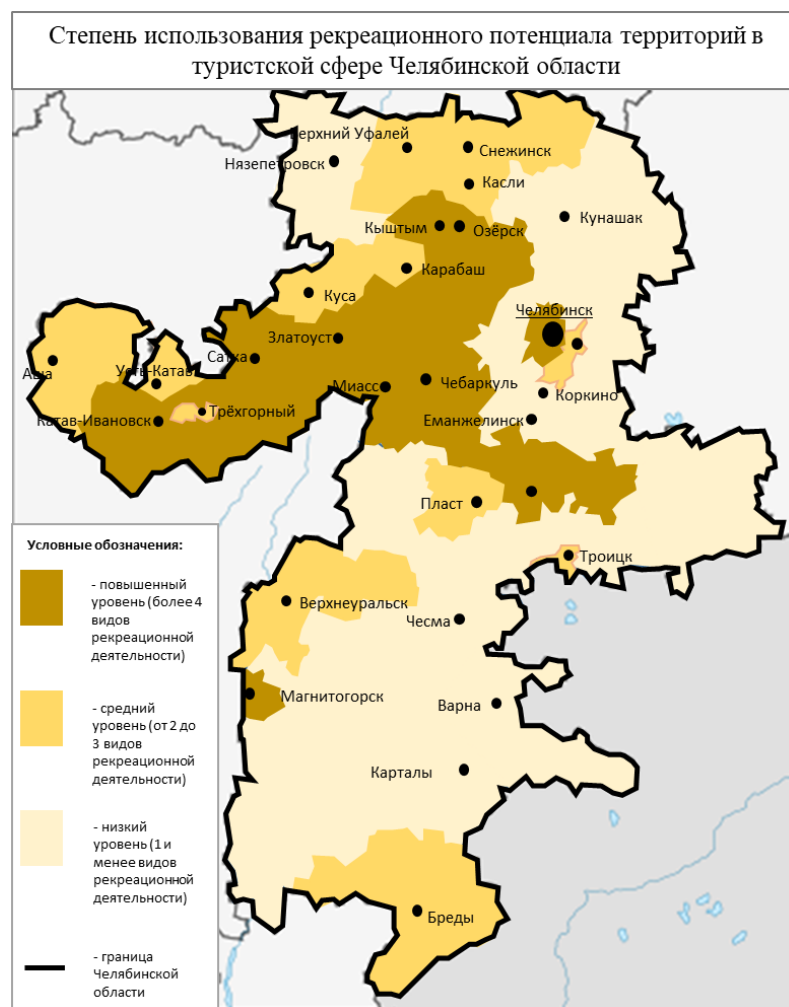 Степень использования рекреационного потенциала территорий в
туристской сфере Челябинской области
Верхний Уфалей
Снежинск
Нязепетровск
Касли
Кунашак
Кыштым
Озёрск
Карабаш
Куса
Челябинск
Златоуст
Сатка
Усть-Катав
Аша
Миасс
Чебаркуль
Коркино
Трёхгорный
Катав-Ивановск
Еманжелинск
Пласт
Троицк
Верхнеуральск
Чесма
Магнитогорск
Варна
Карталы
Бреды
Условные обозначения:
- повышенный
уровень (более 4
видов
рекреационной
деятельности)
- средний
уровень (от 2 до
3 видов
рекреационной
деятельности)
- низкий
уровень (1 и
менее видов
рекреационной
деятельности)
- граница
Челябинской
области